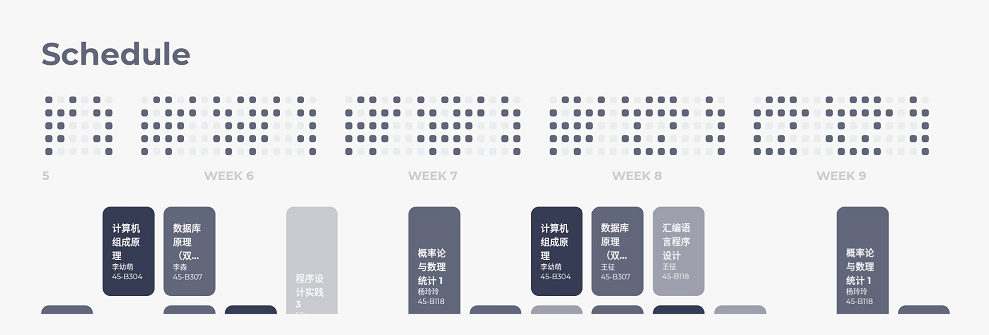 Schedule
5
WEEK 6
WEEK 7
WEEK 8
WEEK 9
计算机
组成原
理
李幼萌
45-B304
数据库
原理
（双...
李森
45-B307
程序设
计实践
3
概率论
与数理
统计 1
杨玲玲
45-B118
计算机
组成原
理
李幼萌
45-B304
数据库
原理
（双...
王征
45-B307
汇编语
言程序
设计
王征
45-B118
概率论
与数理
统计 1
杨玲玲
45-B118